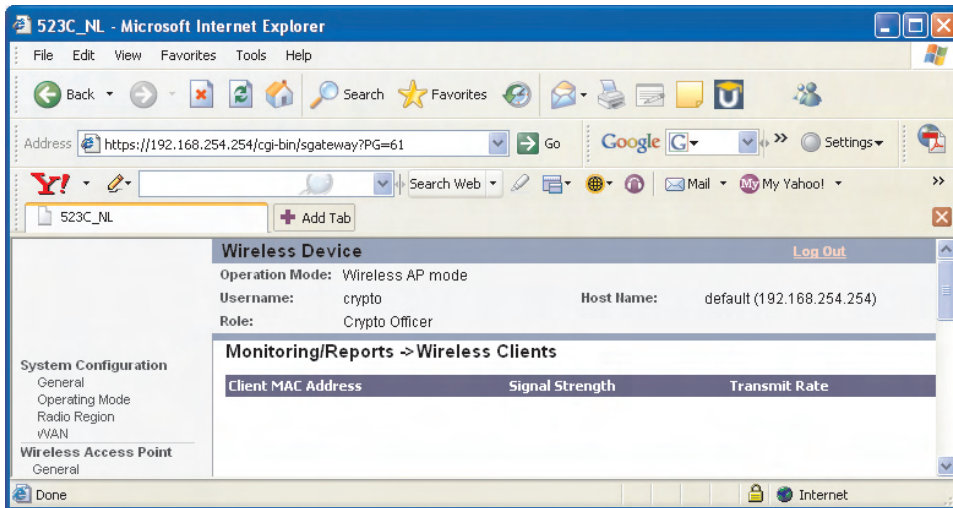 523C_NL - Microsoft Internet Explorer
File Edit View Favorites Tools Help
Back Search Favorites
Address https://192.168.254.254/cgi-bin/sgateway?PG=61 Go Google G Settings
Y! Search Web Mail My My Yahoo!
523C_NL Add Tab
Wireless Device Log Out
Operation Mode: Wireless AP mode
Username: crypto Host Name: default (192.168.254.254)
Role: Crypto Officer
Monitoring/Reports -> Wireless Clients
Client MAC Address Signal Strength Transmit Rate
System Configuration
General
Operating Mode
Radio Region
WAN
Wireless Access Point
General
Done Internet